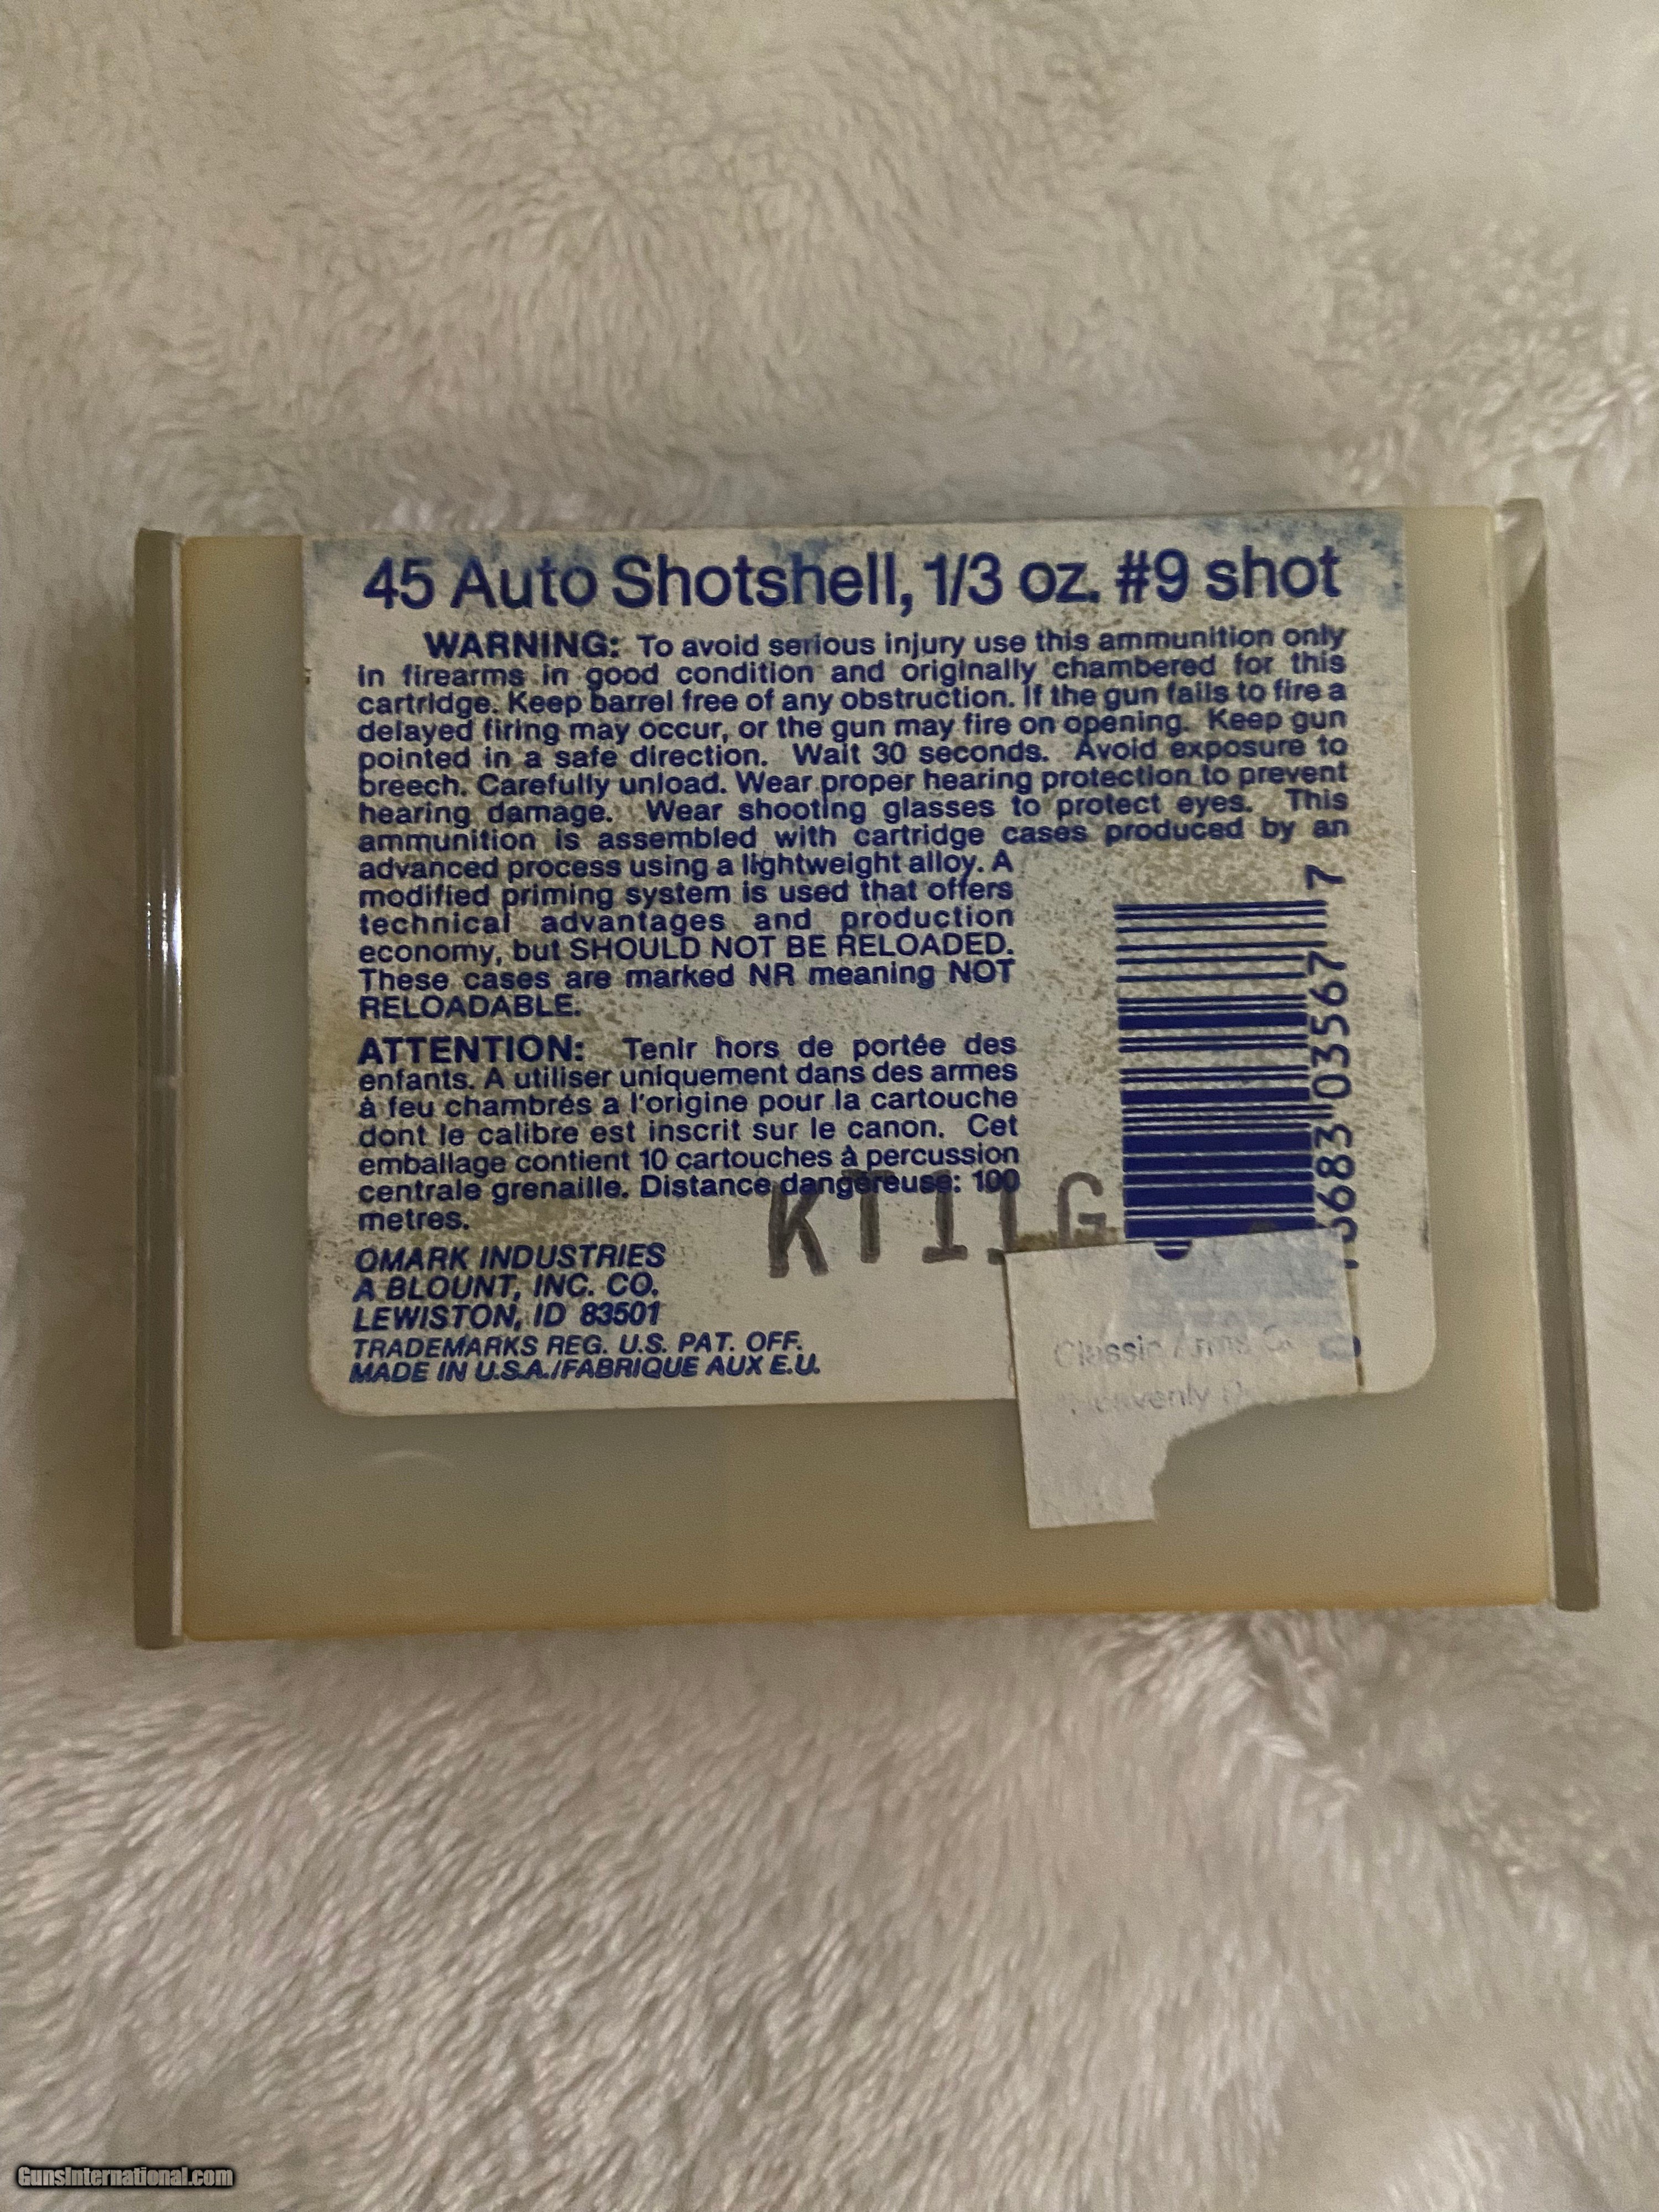 45 Auto Shotshell, 1/3 oz. #9 shot
WARNING: To avoid serious injury use this ammunition only
in firearms in good condition and originally chambered for this
cartridge. Keep barrel free of any obstruction. If the gun fails to fire a
delayed firing may occur, or the gun may fire on opening. Keep gun
pointed in a safe direction. Wait 30 seconds. Avoid exposure to
breech. Carefully unload. Wear proper hearing protection to prevent
hearing damage. Wear shooting glasses to protect eyes. This
ammunition is assembled with cartridge cases produced by an
advanced process using a lightweight alloy. A
modified priming system is used that offers
technical advantages and production
economy, but SHOULD NOT BE RELOADED.
These cases are marked NR meaning NOT
RELOADABLE.
ATTENTION: Tenir hors de portée des
enfants. A utiliser uniquement dans des armes
à feu chambrés a l'origine pour la cartouche
dont le calibre est inscrit sur le canon. Cet
emballage contient 10 cartouches à percussion
centrale grenaille. Distance dangereuse: 100
metres.
KT11G
OMARK INDUSTRIES
A BLOUNT, INC. CO.
LEWISTON, ID 83501
TRADEMARKS REG. U.S. PAT. OFF.
MADE IN U.S.A./FABRIQUE AUX E.U.
03567 7
Classic Arms
GunsInternational.com